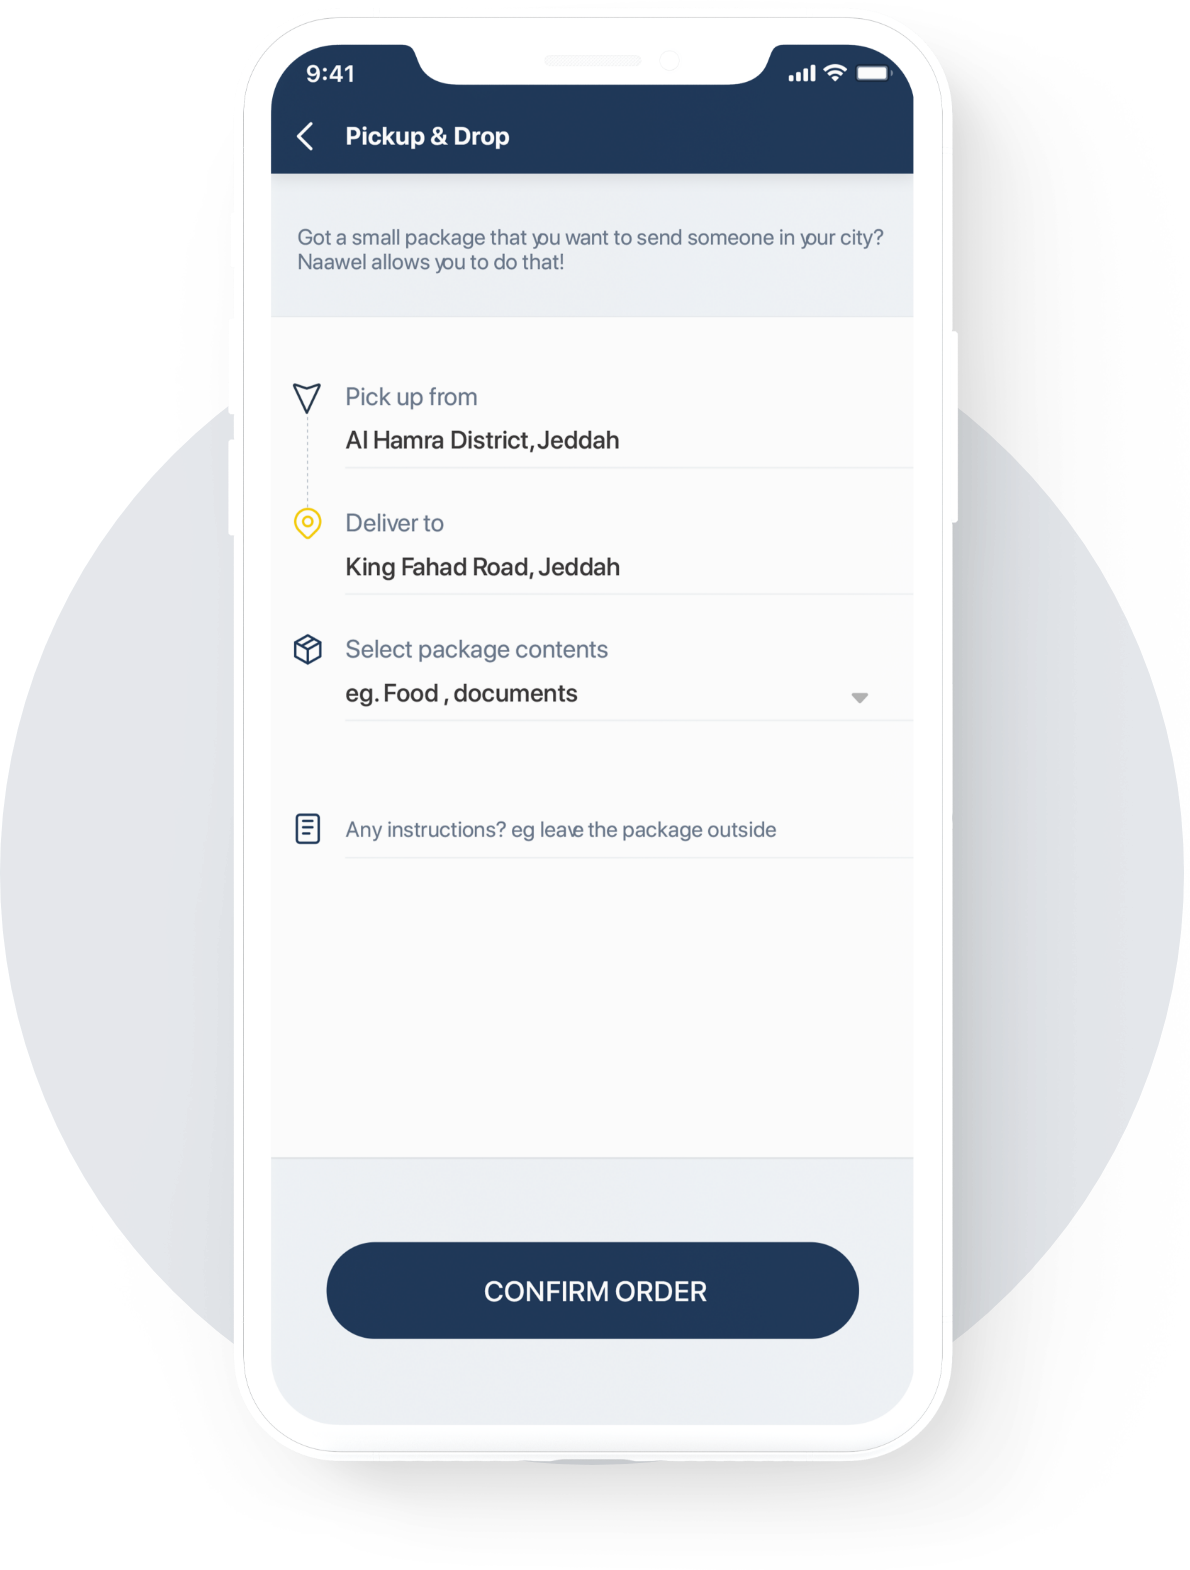 9:41
Pickup & Drop
Got a small package that you want to send someone in your city?
Naawel allows you to do that!
Pick up from
Al Hamra District, Jeddah
Deliver to
King Fahad Road, Jeddah
Select package contents
eg. Food , documents
Any instructions? eg leave the package outside
CONFIRM ORDER